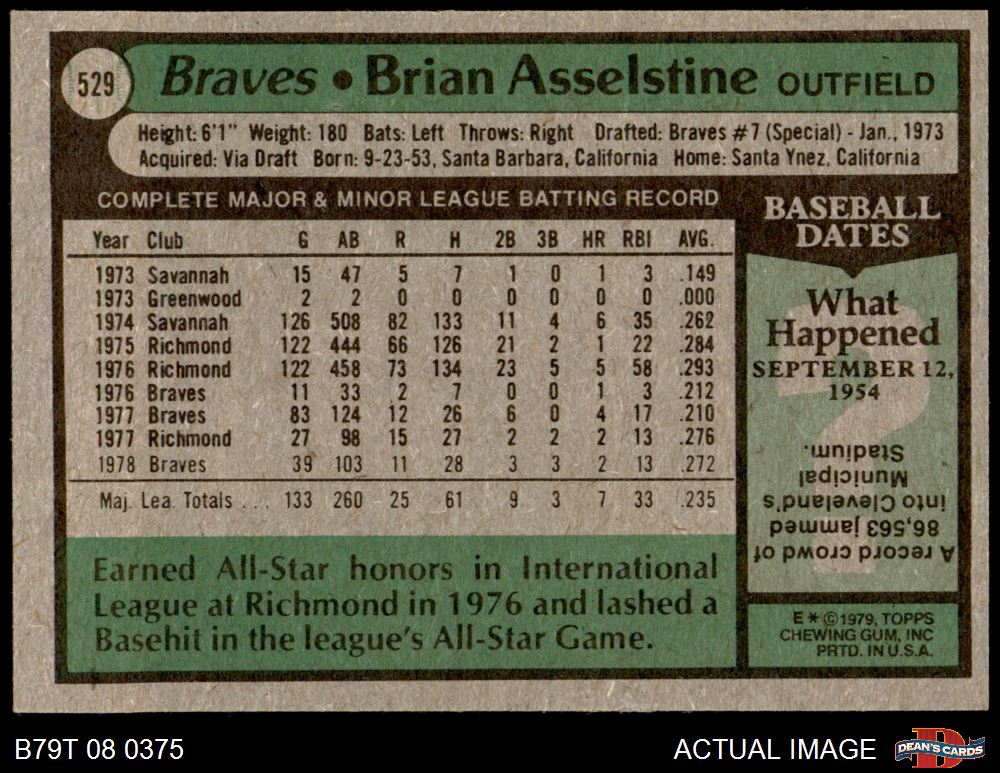 529
Braves • Brian Asselstine OUTFIELD
Height: 6'1" Weight: 180 Bats: Left Throws: Right Drafted: Braves #7 (Special) - Jan., 1973
Acquired: Via Draft Born: 9-23-53, Santa Barbara, California Home: Santa Ynez, California
COMPLETE MAJOR & MINOR LEAGUE BATTING RECORD
Year Club G AB R H 2B 3B HR RBI AVG.
1973 Savannah 15 47 5 7 1 0 1 3 .149
1973 Greenwood 2 2 0 0 0 0 0 0 .000
1974 Savannah 126 508 82 133 11 4 6 35 .262
1975 Richmond 122 444 66 126 21 2 1 22 .284
1976 Richmond 122 458 73 134 23 5 5 58 .293
1976 Braves 11 33 2 7 0 0 1 3 .212
1977 Braves 83 124 12 26 6 0 4 17 .210
1977 Richmond 27 98 15 27 2 2 2 13 .276
1978 Braves 39 103 11 28 3 3 2 13 .272
Maj. Lea. Totals . . . 133 260 25 61 9 3 7 33 .235
Earned All-Star honors in International
League at Richmond in 1976 and lashed a
Basehit in the league's All-Star Game.
BASEBALL
DATES
What
Happened
SEPTEMBER 12,
1954
?
A record crowd of
86,563 jammed
into Cleveland's
Municipal
Stadium.
E * ©1979, TOPPS
CHEWING GUM, INC
PRTD. IN U.S.A.
B79T 08 0375
ACTUAL IMAGE
D
DEAN'S CARDS